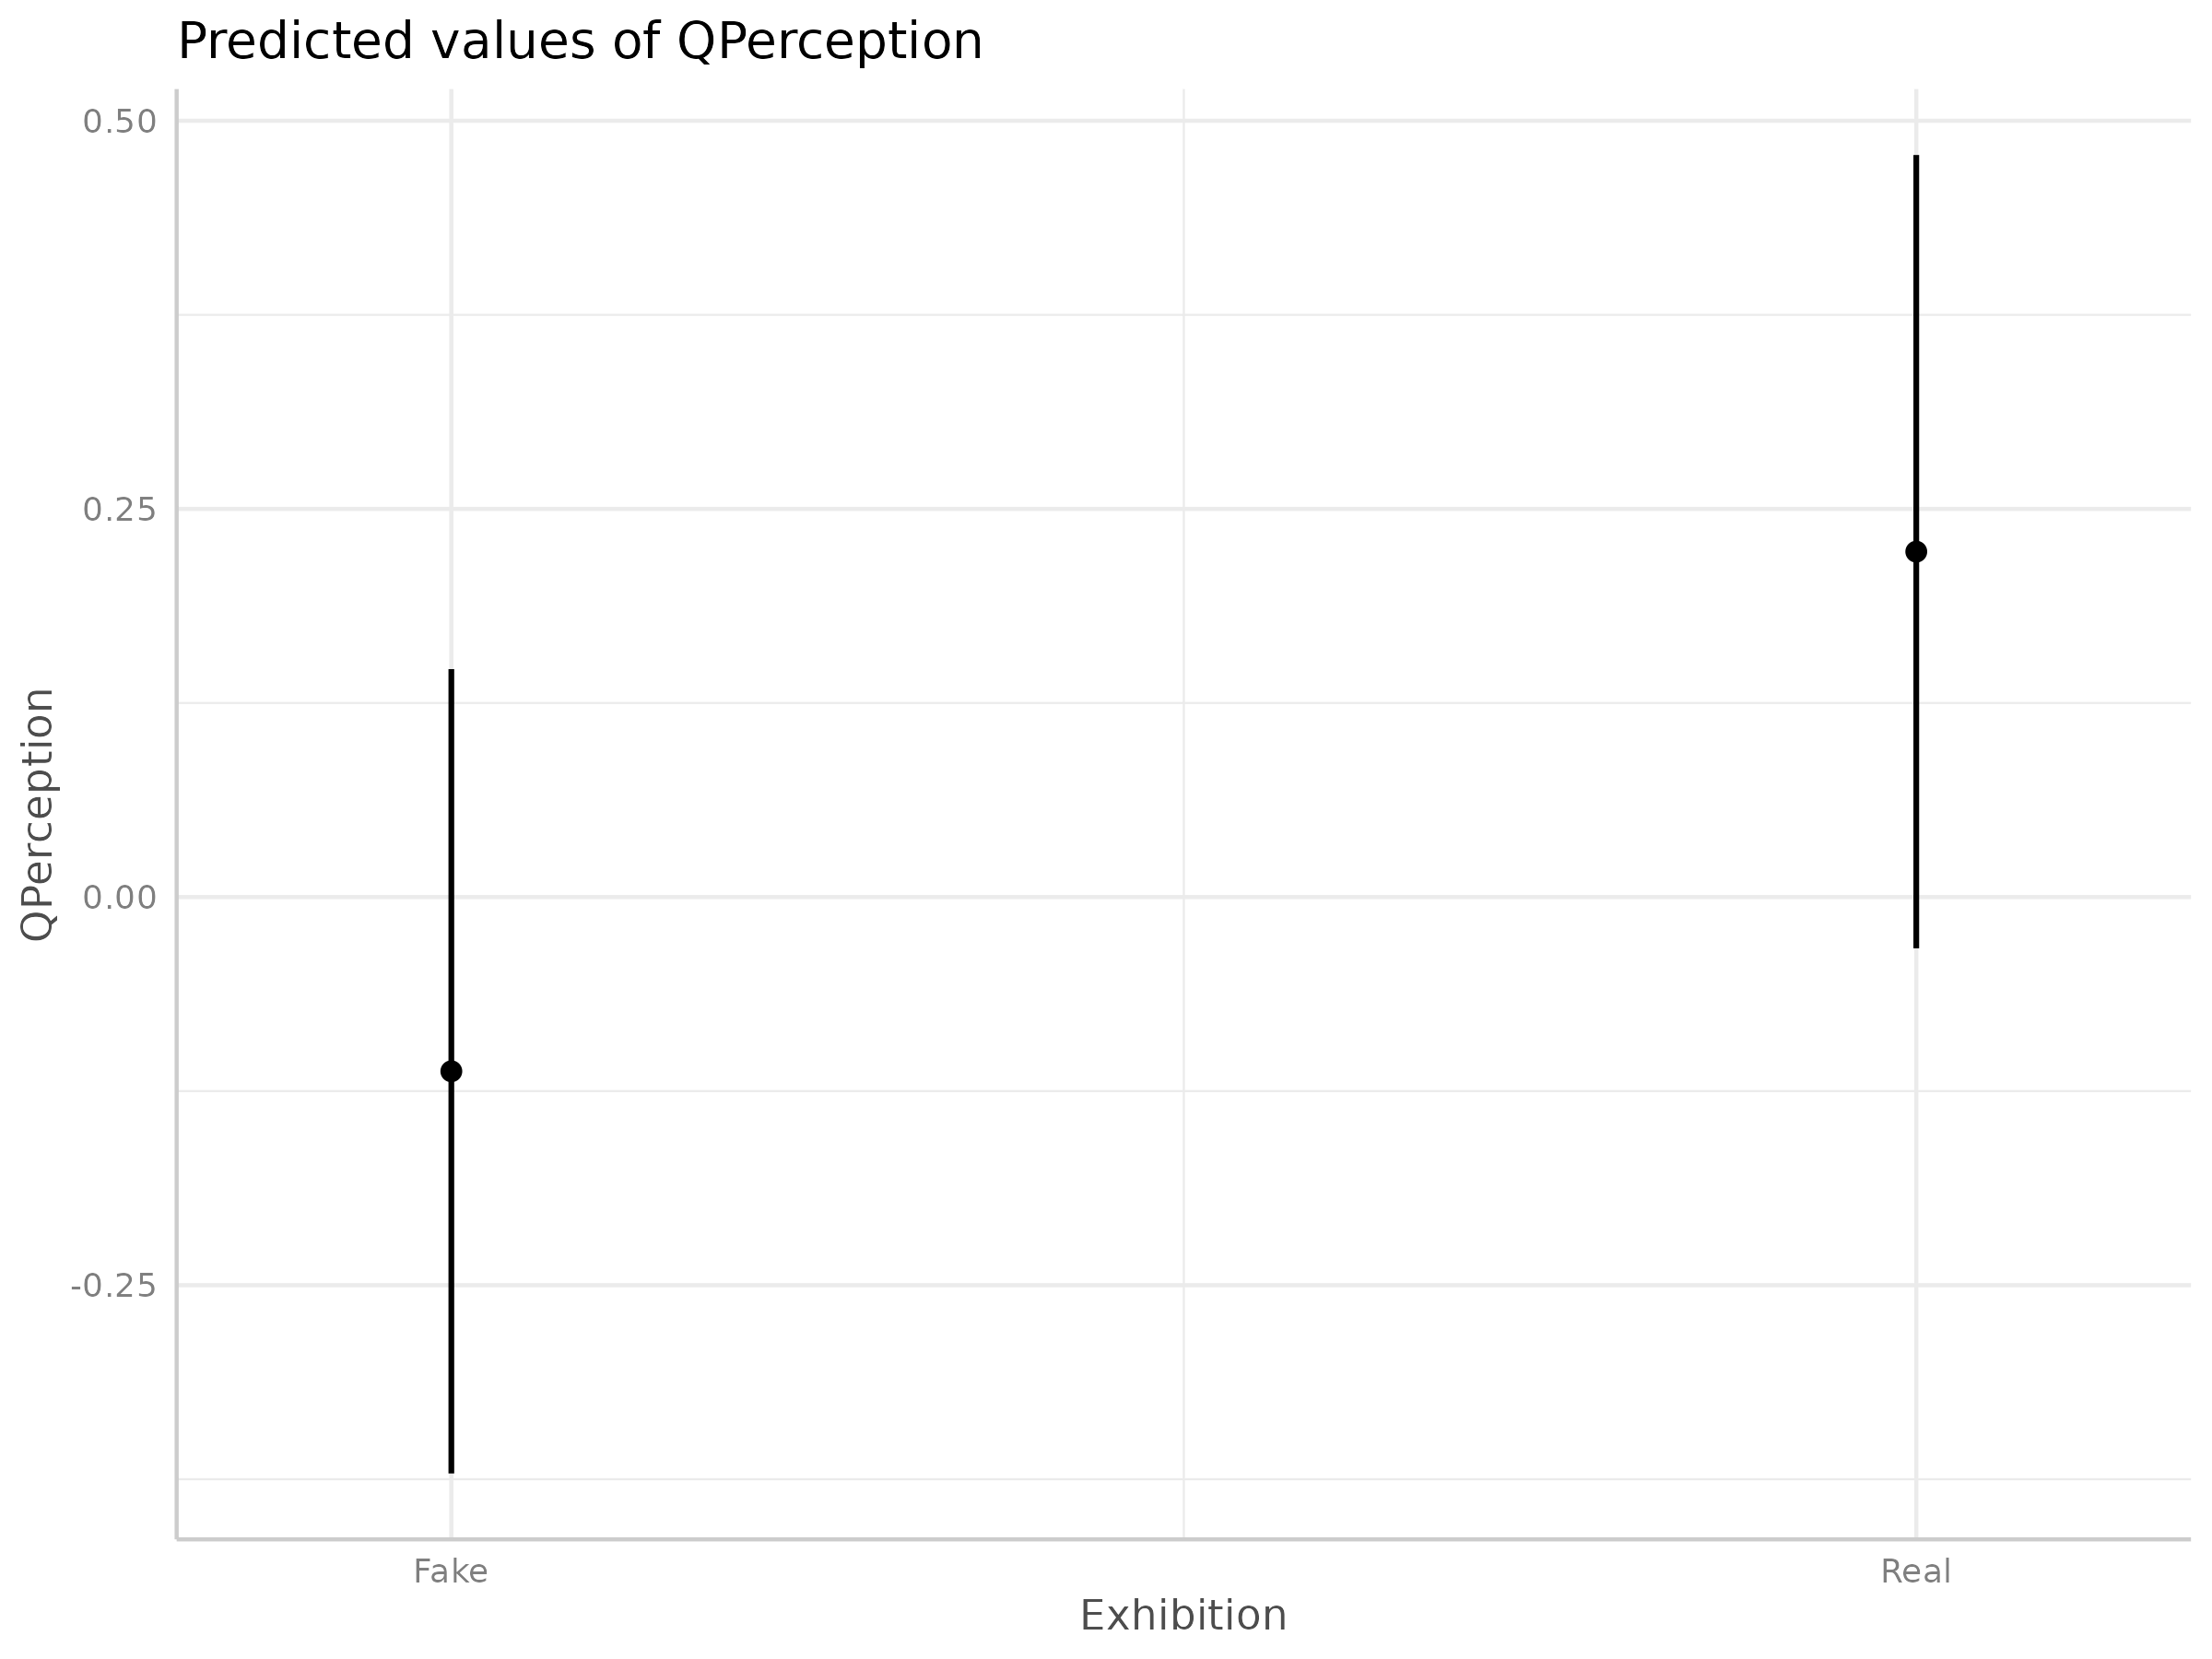 Predicted values of QPerception
0.50
0.25
0.00
-0.25
QPerception
Fake
Real
Exhibition